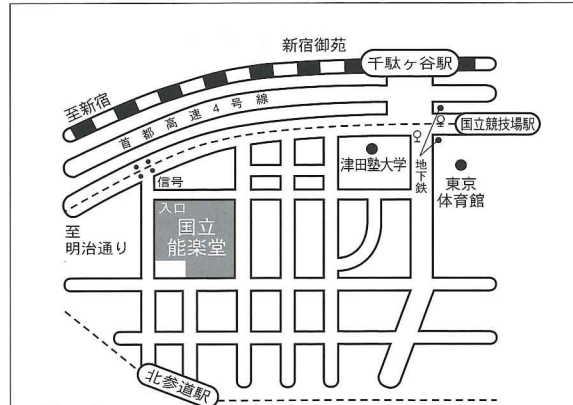 新宿御苑
千駄ヶ谷駅
至新宿
首都高速4号線
国立競技場駅
津田塾大学
地下鉄
東京
体育館
信号
入口
国立
能楽堂
至
明治通り
北参道駅